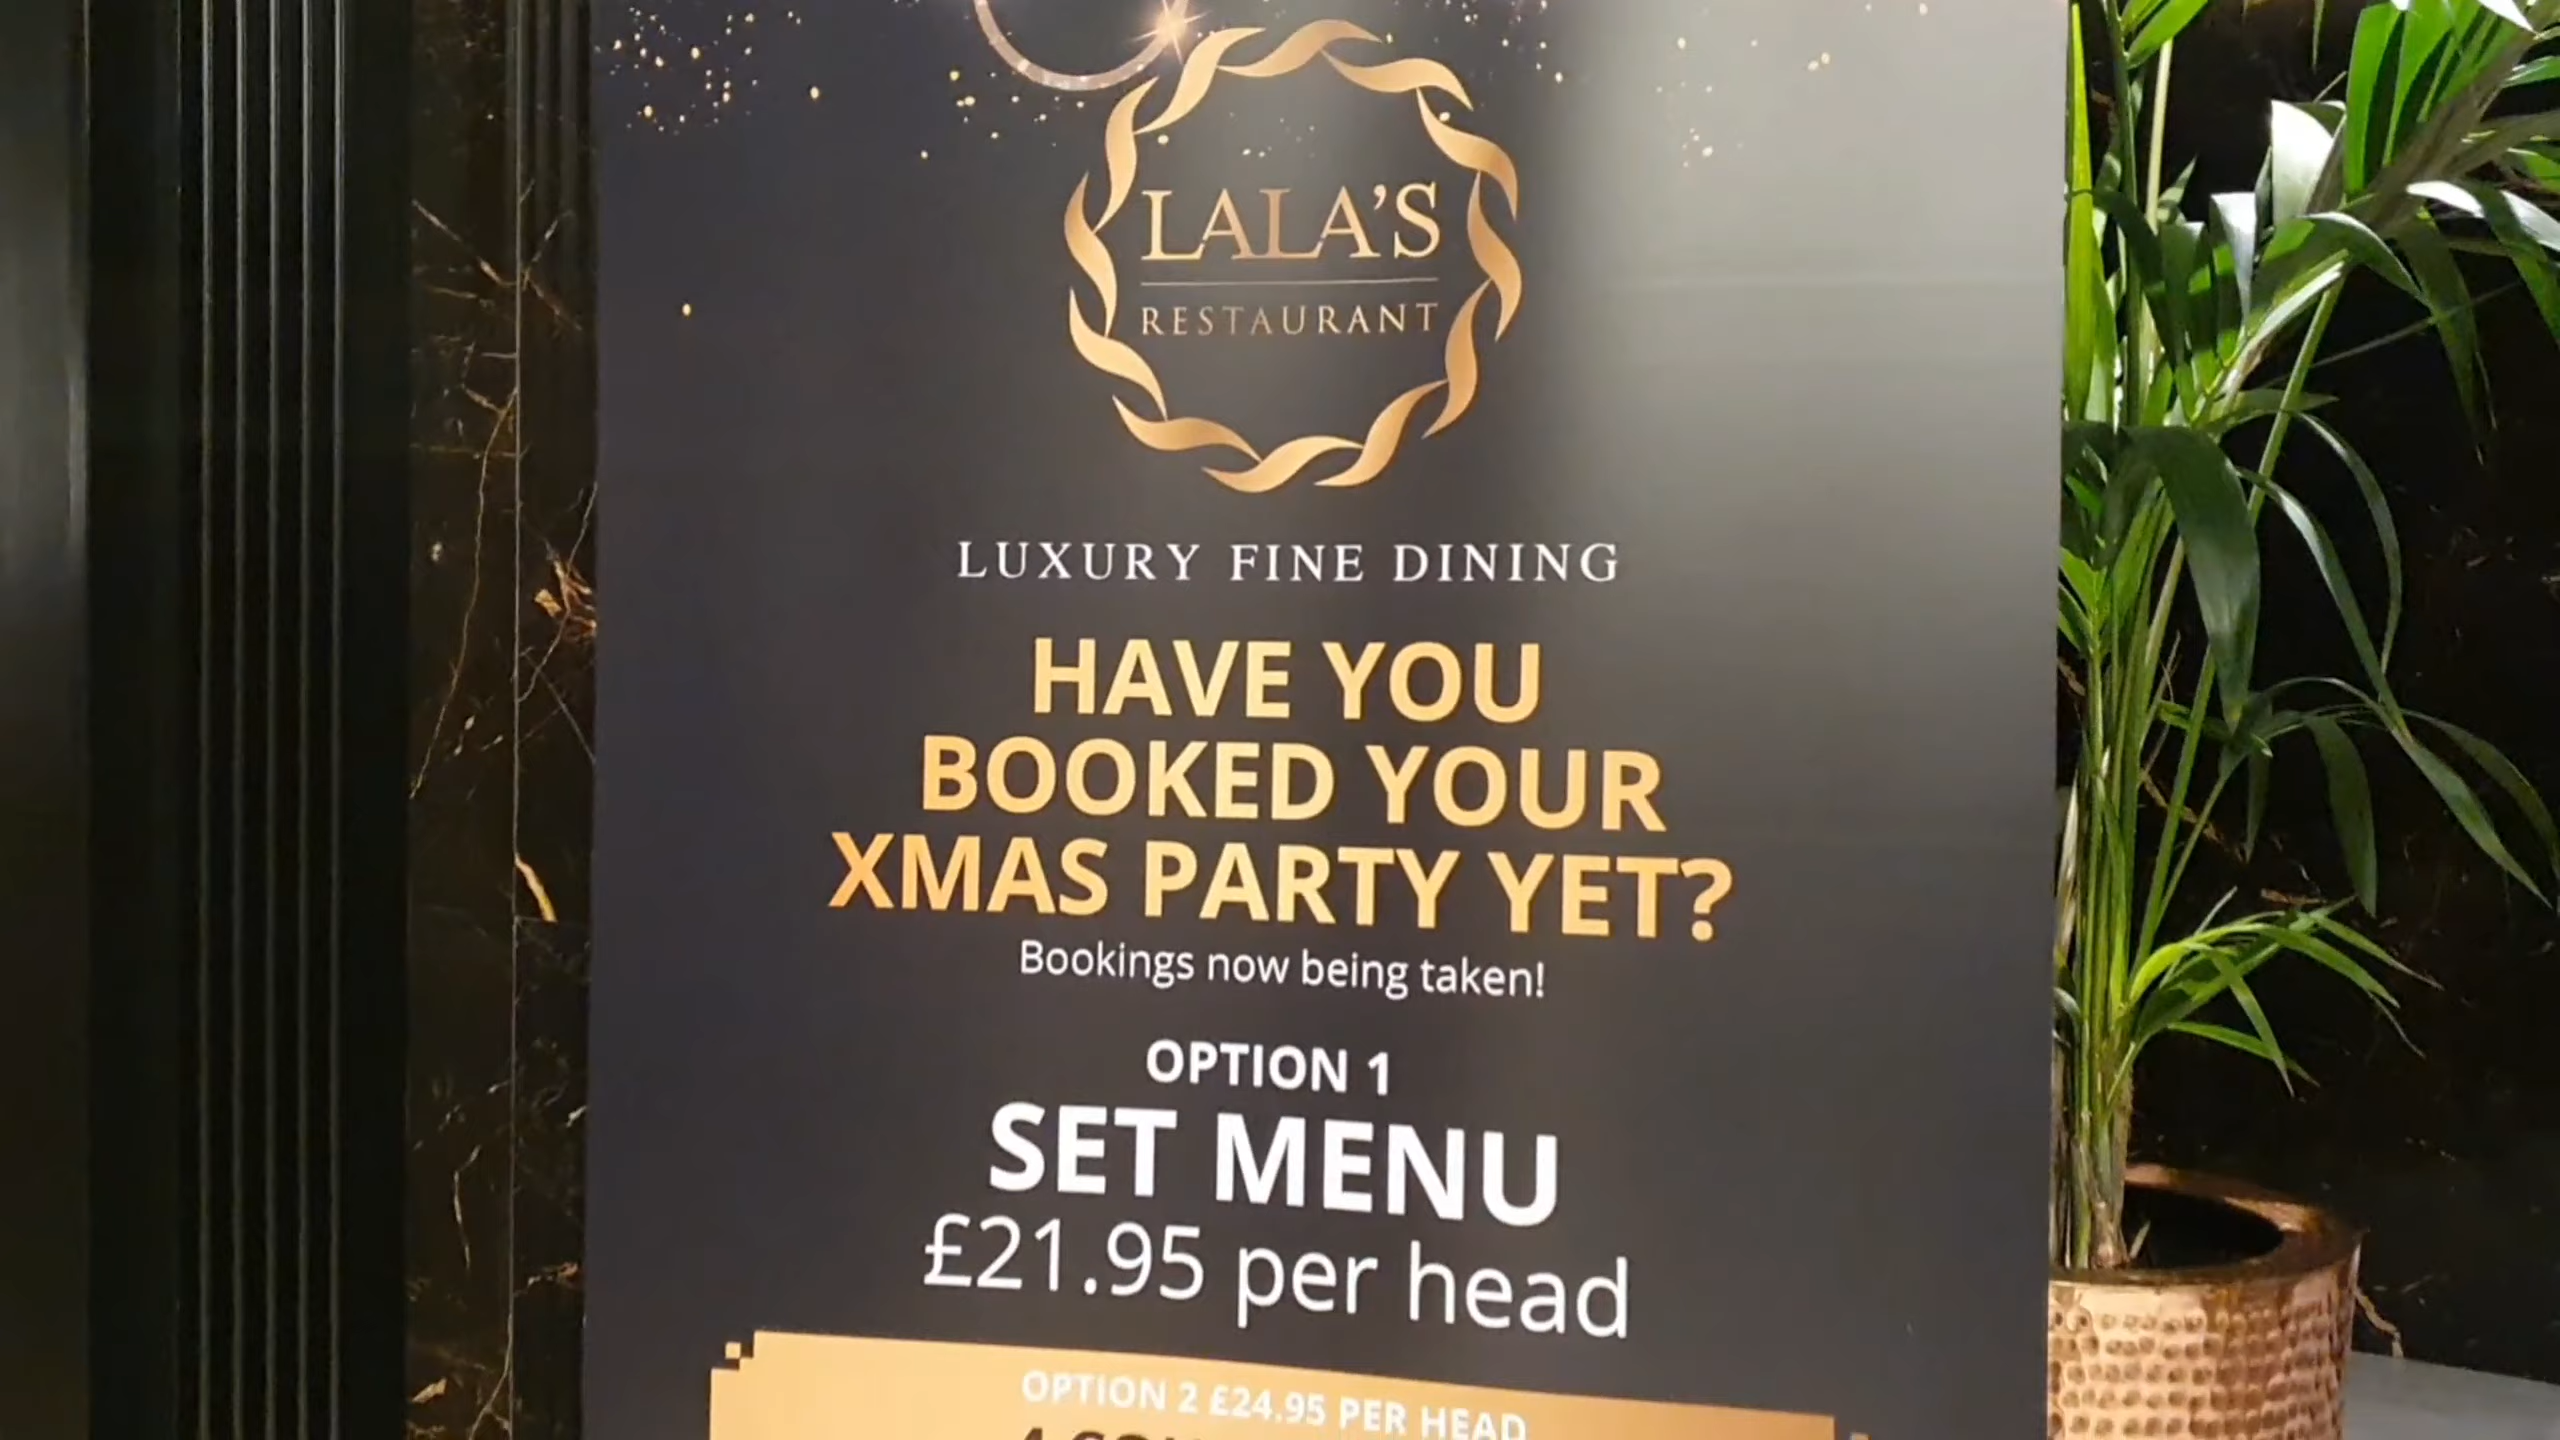 LALA'S
RESTAURANT
LUXURY FINE DINING
HAVE YOU
BOOKED YOUR
XMAS PARTY YET?
Bookings now being taken!
OPTION 1
SET MENU
£21.95 per head
OPTION 2 £24.95 PER HEAD